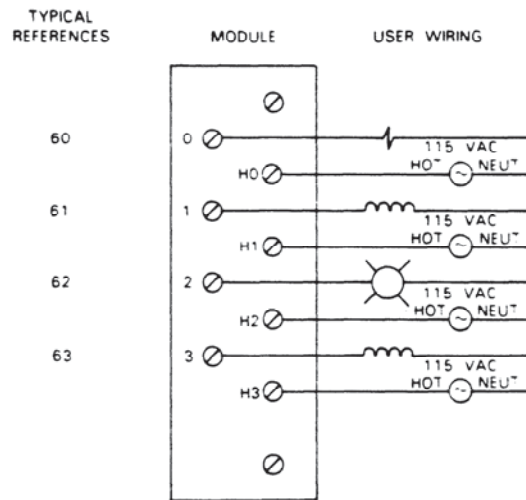 TYPICAL
REFERENCES
MODULE
USER WIRING
60
0
115 VAC
H0
HOT
NEUT
61
1
115 VAC
H1
HOT
NEUT
62
2
115 VAC
H2
HOT
NEUT
63
3
115 VAC
H3
HOT
NEUT